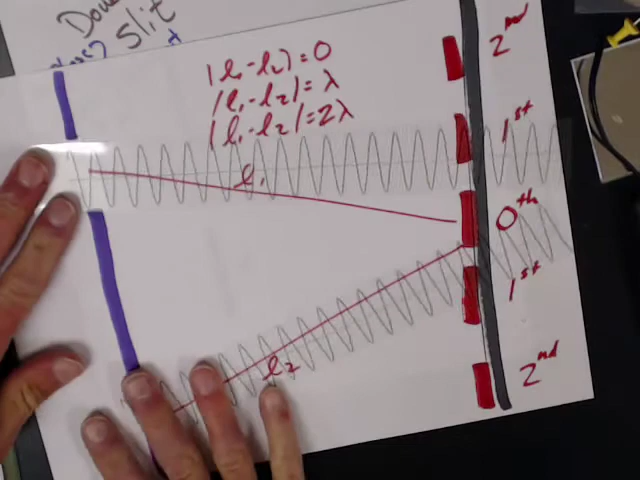 Double
Slit
|ℓ₁-ℓ₂|=0
|ℓ₁-ℓ₂|=λ
|ℓ₁-ℓ₂|=2λ
2nd
1st
ℓ₁
0th
1st
ℓ₂
2nd